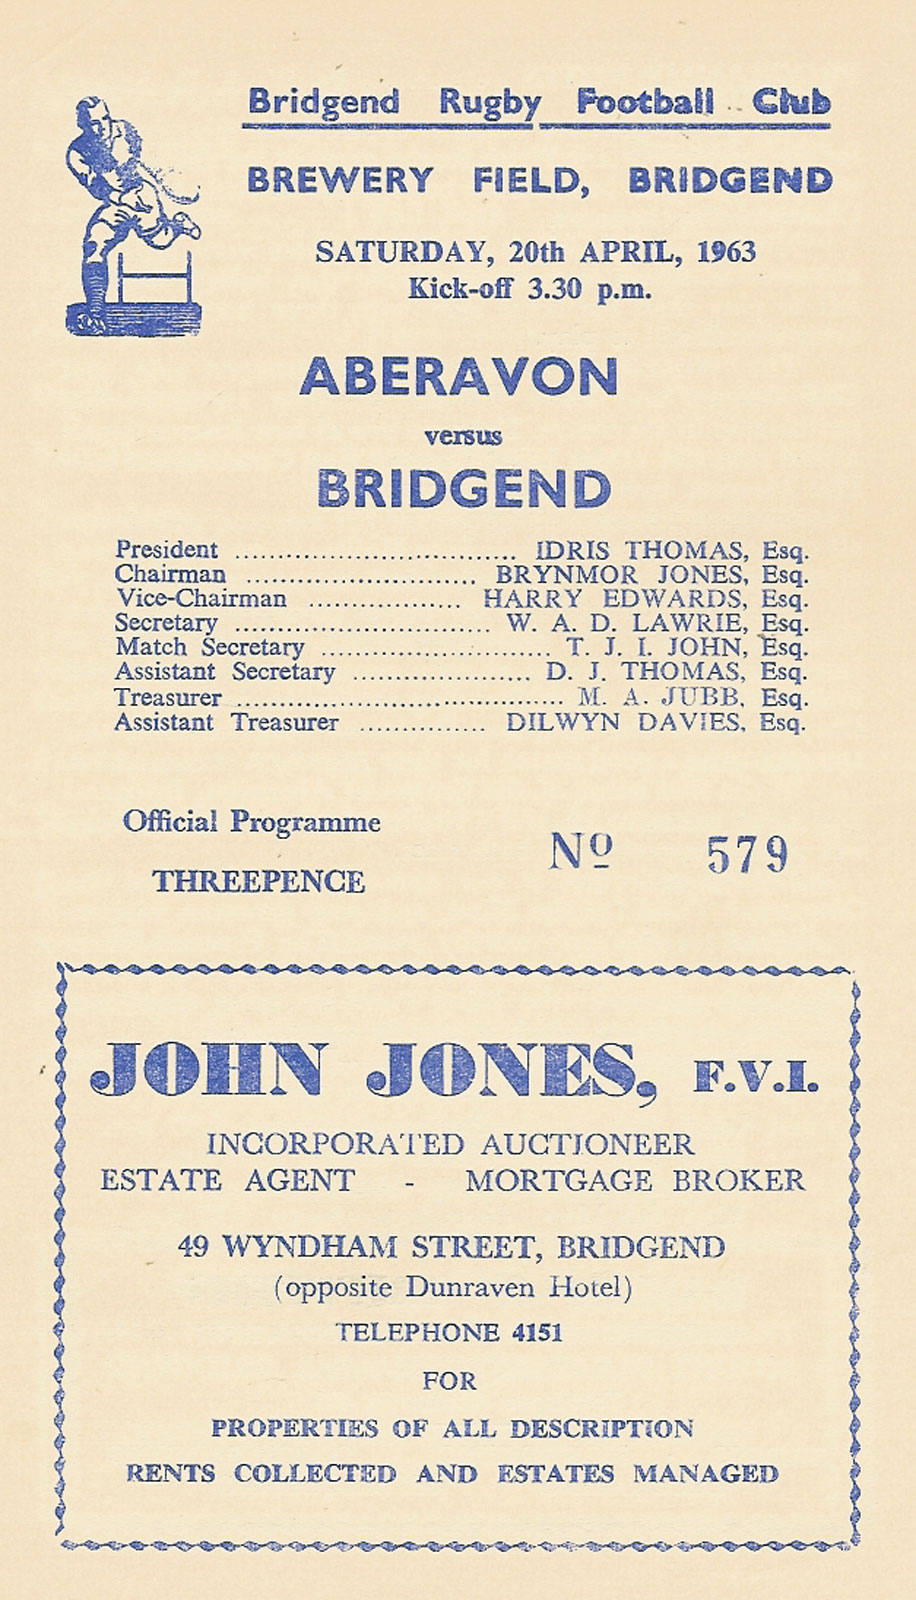 Bridgend Rugby Football Club
BREWERY FIELD, BRIDGEND
SATURDAY, 20th APRIL, 1963
Kick-off 3.30 p.m.
ABERAVON
versus
BRIDGEND
President ................................. IDRIS THOMAS, Esq.
Chairman ........................... BRYNMOR JONES, Esq.
Vice-Chairman .................. HARRY EDWARDS, Esq.
Secretary .............................. W. A. D. LAWRIE, Esq.
Match Secretary ........................... T. J. I. JOHN, Esq.
Assistant Secretary ..................... D. J. THOMAS, Esq.
Treasurer ....................................... M. A. JUBB, Esq.
Assistant Treasurer ............... DILWYN DAVIES, Esq.
Official Programme
THREEPENCE
Nº 579
JOHN JONES, F.V.I.
INCORPORATED AUCTIONEER
ESTATE AGENT - MORTGAGE BROKER
49 WYNDHAM STREET, BRIDGEND
(opposite Dunraven Hotel)
TELEPHONE 4151
FOR
PROPERTIES OF ALL DESCRIPTION
RENTS COLLECTED AND ESTATES MANAGED